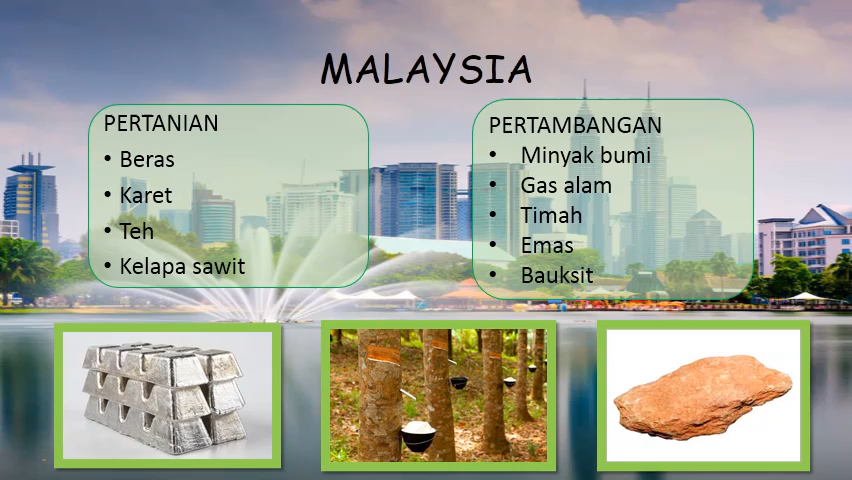 MALAYSIA
PERTANIAN
• Beras
• Karet
• Teh
• Kelapa sawit
PERTAMBANGAN
• Minyak bumi
• Gas alam
• Timah
• Emas
• Bauksit